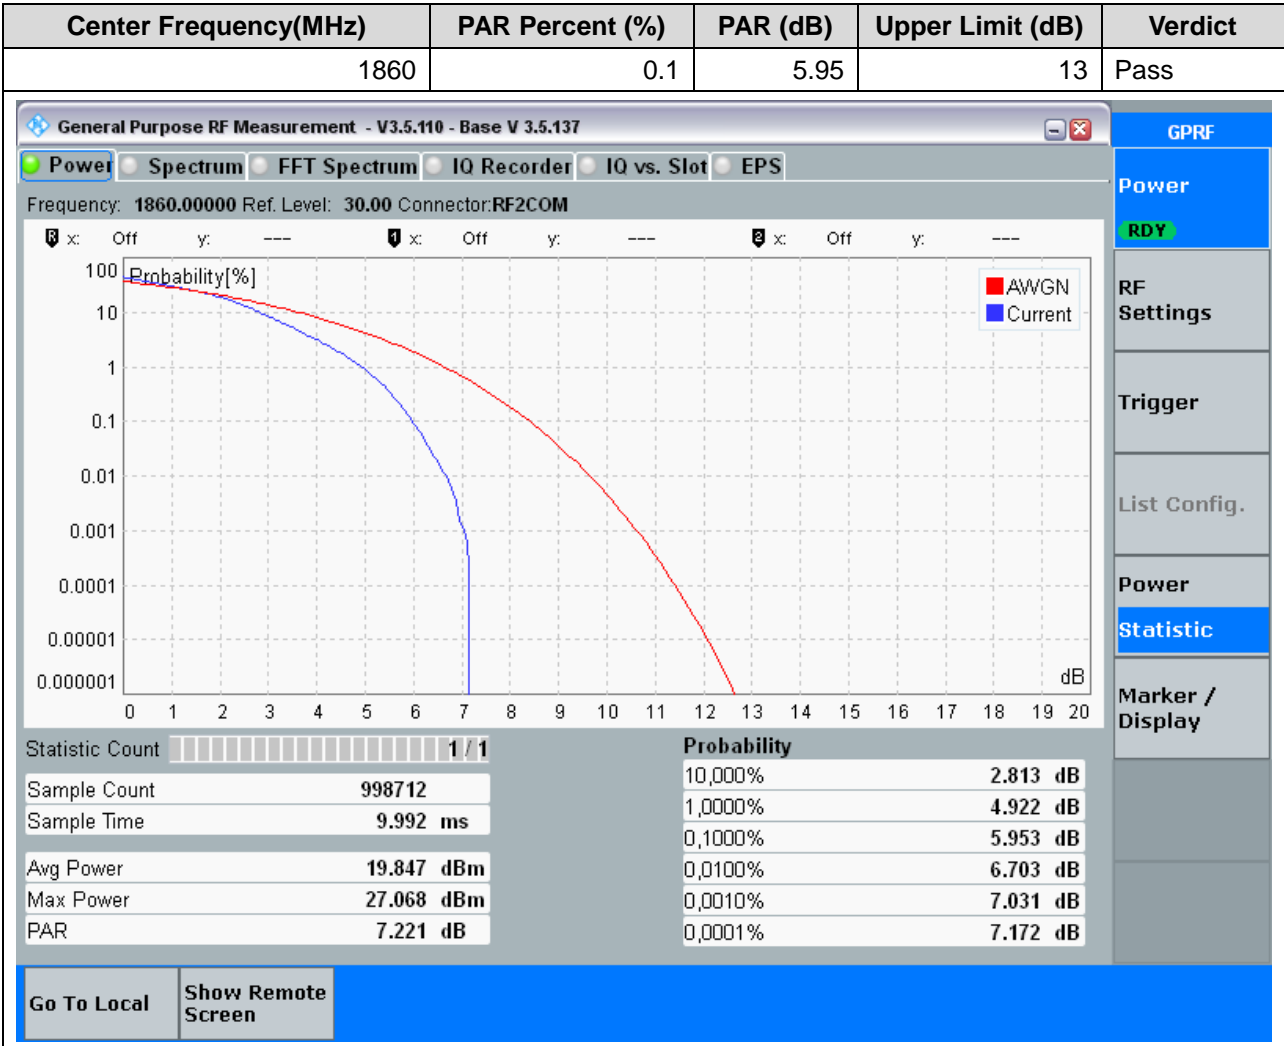 Center Frequency(MHz) PAR Percent (%) PAR (dB) Upper Limit (dB) Verdict
1860 0.1 5.95 13 Pass
General Purpose RF Measurement - V3.5.110 - Base V 3.5.137
GPRF
Power Spectrum FFT Spectrum IQ Recorder IQ vs. Slot EPS
Frequency: 1860.00000 Ref. Level: 30.00 Connector:RF2COM
R x: Off y: --- 1 x: Off y: --- 2 x: Off y: ---
Probability[%]
100
10
1
0.1
0.01
0.001
0.0001
0.00001
0.000001
AWGN
Current
dB
0 1 2 3 4 5 6 7 8 9 10 11 12 13 14 15 16 17 18 19 20
Statistic Count 1 / 1
Sample Count 998712
Sample Time 9.992 ms
Avg Power 19.847 dBm
Max Power 27.068 dBm
PAR 7.221 dB
Probability
10,000% 2.813 dB
1,0000% 4.922 dB
0,1000% 5.953 dB
0,0100% 6.703 dB
0,0010% 7.031 dB
0,0001% 7.172 dB
Power
RDY
RF
Settings
Trigger
List Config.
Power
Statistic
Marker /
Display
Go To Local
Show Remote
Screen